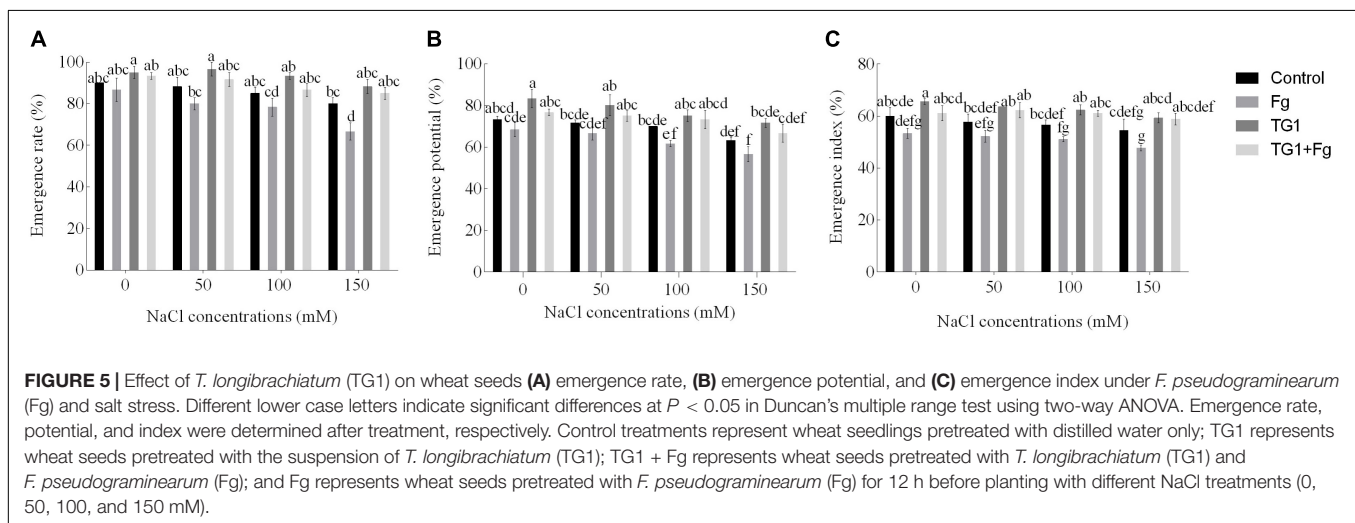 A
B
C
100
80
60
40
20
0
Emergence rate (%)
abc abc a ab
abc bc a abc
abc cd ab abc
bc d abc abc
0 50 100 150
NaCl concentrations (mM)
100
80
60
40
20
0
Emergence potential (%)
abcd cdef a abc
bcde cdef ab abc
bcde ef abc abcd
def f bcde cdef
0 50 100 150
NaCl concentrations (mM)
80
60
40
20
0
Emergence index (%)
abcde defg a abcd
bcdef efg ab ab
bcdef fg ab abc
cdefg g abcd abcdef
0 50 100 150
NaCl concentrations (mM)
Control
Fg
TG1
TG1+Fg
FIGURE 5 | Effect of T. longibrachiatum (TG1) on wheat seeds (A) emergence rate, (B) emergence potential, and (C) emergence index under F. pseudograminearum
(Fg) and salt stress. Different lower case letters indicate significant differences at P < 0.05 in Duncan's multiple range test using two-way ANOVA. Emergence rate,
potential, and index were determined after treatment, respectively. Control treatments represent wheat seedlings pretreated with distilled water only; TG1 represents
wheat seeds pretreated with the suspension of T. longibrachiatum (TG1); TG1 + Fg represents wheat seeds pretreated with T. longibrachiatum (TG1) and
F. pseudograminearum (Fg); and Fg represents wheat seeds pretreated with F. pseudograminearum (Fg) for 12 h before planting with different NaCl treatments (0,
50, 100, and 150 mM).